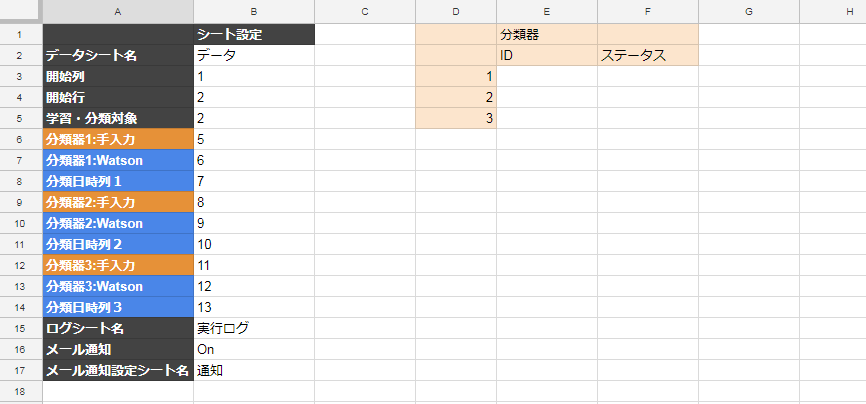 A B C D E F G H
1 シート設定 分類器
2 データシート名 データ ID ステータス
3 開始列 1 1
4 開始行 2 2
5 学習・分類対象 2 3
6 分類器1:手入力 5
7 分類器1:Watson 6
8 分類日時列１ 7
9 分類器2:手入力 8
10 分類器2:Watson 9
11 分類日時列２ 10
12 分類器3:手入力 11
13 分類器3:Watson 12
14 分類日時列３ 13
15 ログシート名 実行ログ
16 メール通知 On
17 メール通知設定シート名 通知
18